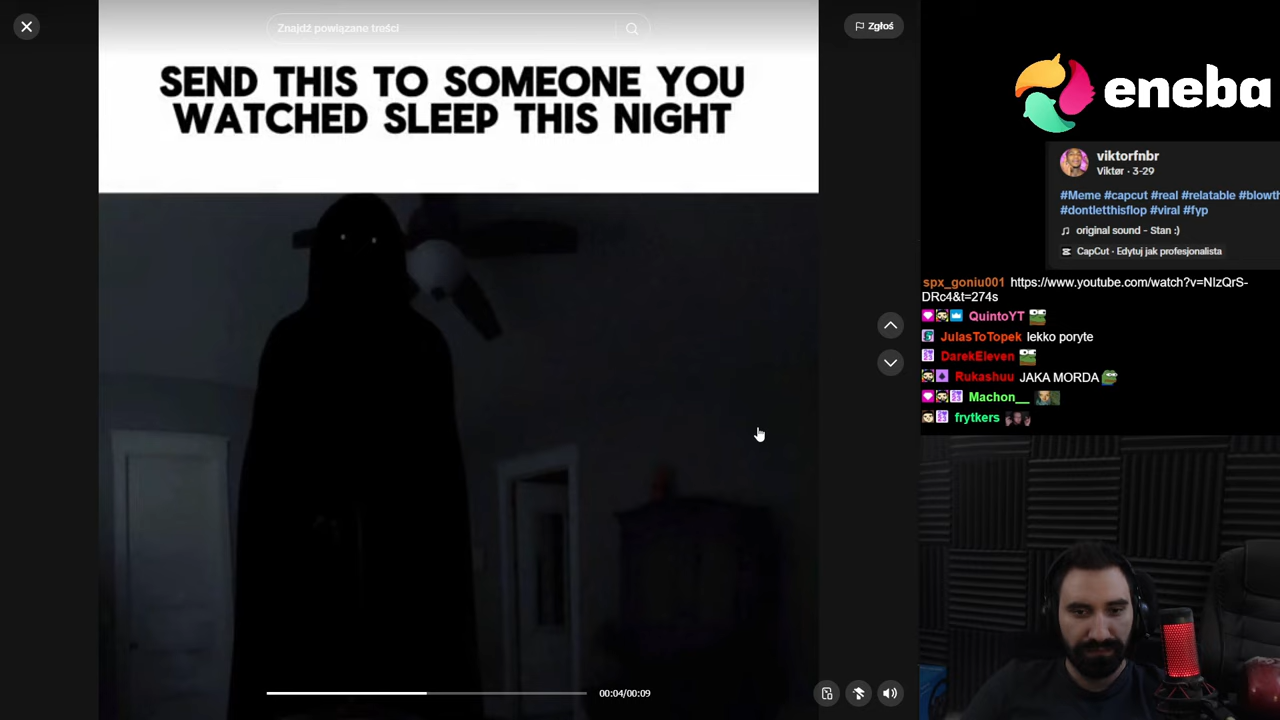 Znajdź powiązane treści
Zgłoś
SEND THIS TO SOMEONE YOU
WATCHED SLEEP THIS NIGHT
00:04/00:09
eneba
viktorfnbr
Viktør · 3-29
#Meme #capcut #real #relatable #blowth
#dontletthisflop #viral #fyp
original sound - Stan :)
CapCut · Edytuj jak profesjonalista
spx_goniu001 https://www.youtube.com/watch?v=NIzQrS-
DRc4&t=274s
QuintoYT
JulasToTopek lekko poryte
DarekEleven
Rukashuu JAKA MORDA
Machon__
frytkers